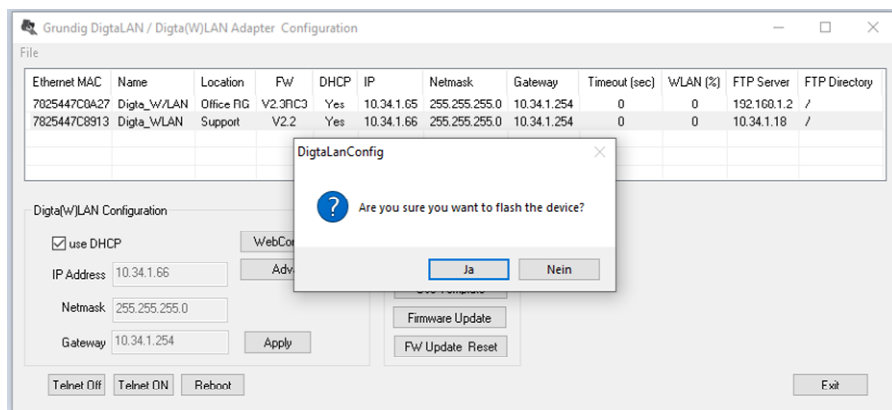 Grundig DigtaLAN / Digta(W)LAN Adapter Configuration
File
Ethernet MAC Name Location FW DHCP IP Netmask Gateway Timeout (sec) WLAN (%) FTP Server FTP Directory
7825447C0A27 Digta_W/LAN Office RG V2.3RC3 Yes 10.34.1.65 255.255.255.0 10.34.1.254 0 0 192.168.1.2 /
7825447C8913 Digta_WLAN Support V2.2 Yes 10.34.1.66 255.255.255.0 10.34.1.254 0 0 10.34.1.18 /
DigtaLanConfig
Are you sure you want to flash the device?
Ja Nein
Digta(W)LAN Configuration
use DHCP
IP Address 10.34.1.66
Netmask 255.255.255.0
Gateway 10.34.1.254
Apply
Firmware Update
FW Update Reset
Telnet Off Telnet ON Reboot Exit